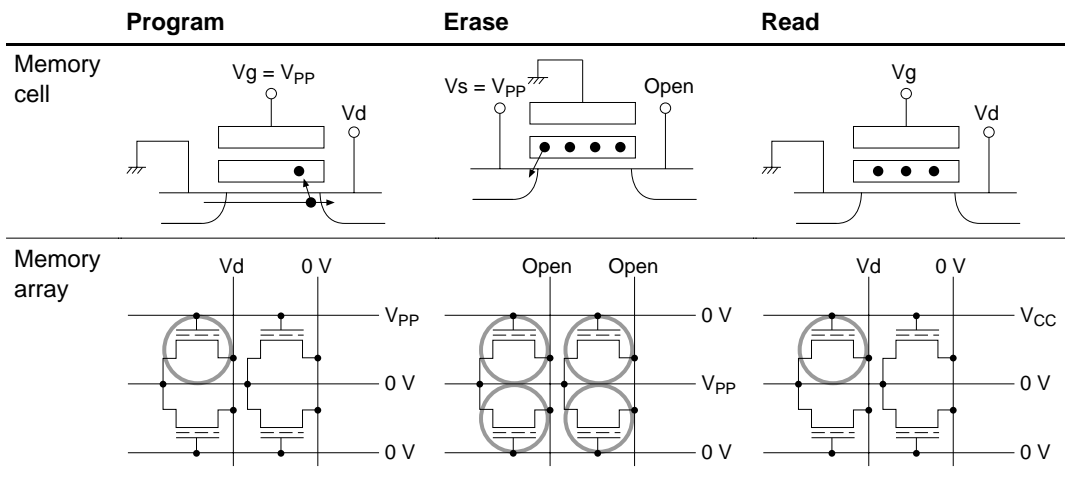 Program Erase Read
Memory
cell
Vg = VPP
Vd
Vs = VPP
Open
Vg
Vd
Memory
array
Vd 0 V
VPP
0 V
0 V
Open Open
0 V
VPP
0 V
Vd 0 V
VCC
0 V
0 V